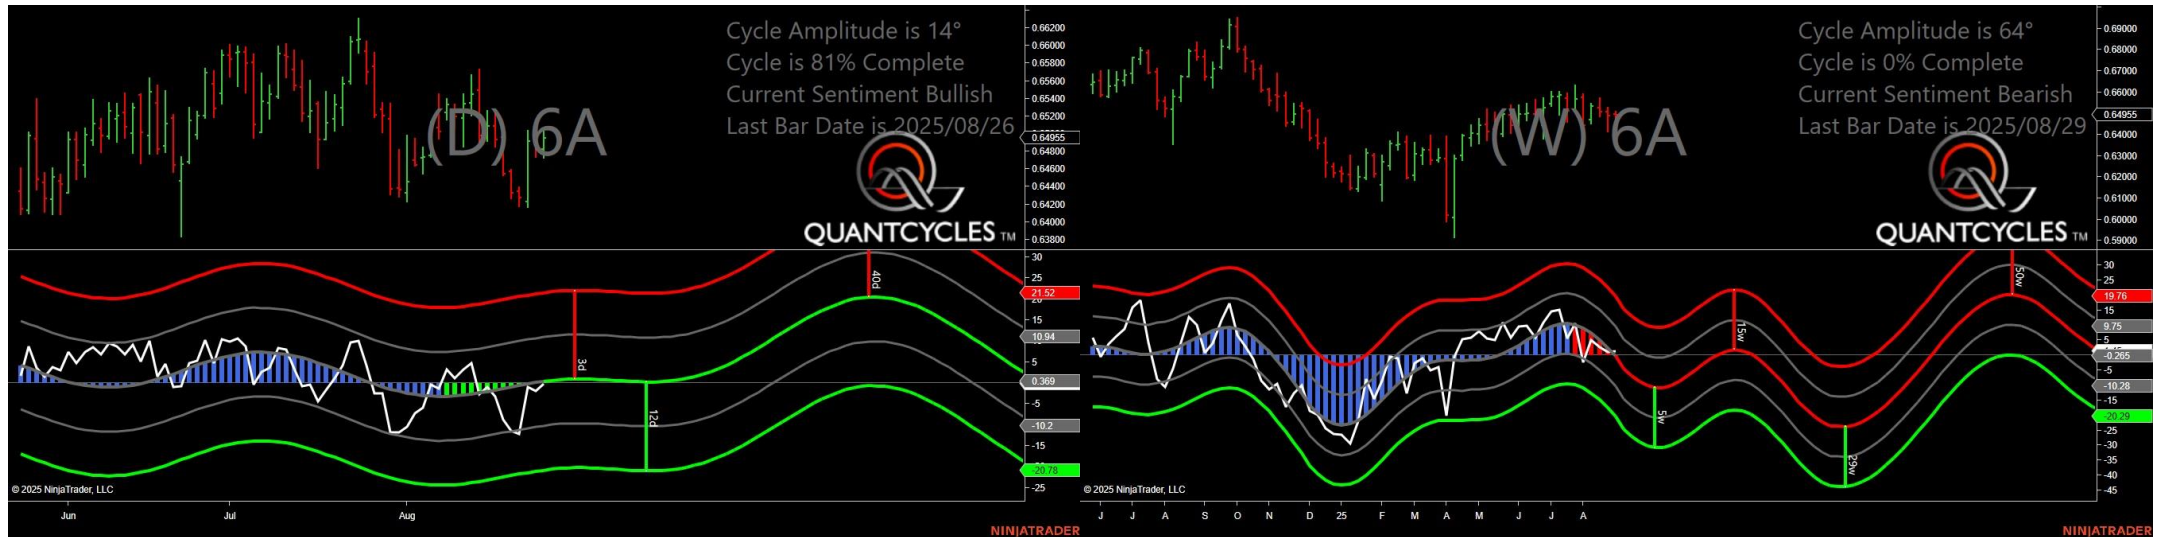 Cycle Amplitude is 14°
Cycle is 81% Complete
Current Sentiment Bullish
Last Bar Date is 2025/08/26
(D) 6A
QUANTCYCLES TM
0.66200
0.66000
0.65800
0.65600
0.65400
0.65200
0.64955
0.64800
0.64600
0.64400
0.64200
0.64000
0.63800
30
25
21.52
15
10.94
5
0.369
-5
-10.2
-15
-20.78
-25
3d
12d
40d
© 2025 NinjaTrader, LLC
Jun
Jul
Aug
NINJATRADER
Cycle Amplitude is 64°
Cycle is 0% Complete
Current Sentiment Bearish
Last Bar Date is 2025/08/29
(W) 6A
QUANTCYCLES TM
0.69000
0.68000
0.67000
0.66000
0.64955
0.64000
0.63000
0.62000
0.61000
0.60000
0.59000
30
25
19.76
15
9.75
5
-0.265
-5
-10.28
-15
-20.29
-25
-30
-35
-40
-45
5w
15w
29w
50w
© 2025 NinjaTrader, LLC
J
J
A
S
O
N
D
25
F
M
A
M
J
J
A
NINJATRADER